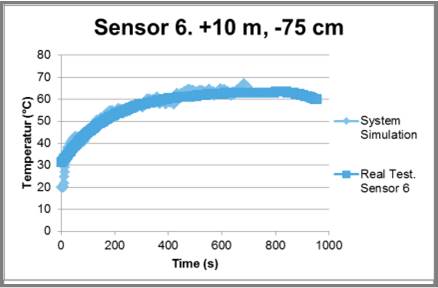 Sensor 6. +10 m, -75 cm
80
70
60
50
40
30
20
10
0
Temperatur (°C)
0 200 400 600 800 1000
Time (s)
System
Simulation
Real Test.
Sensor 6